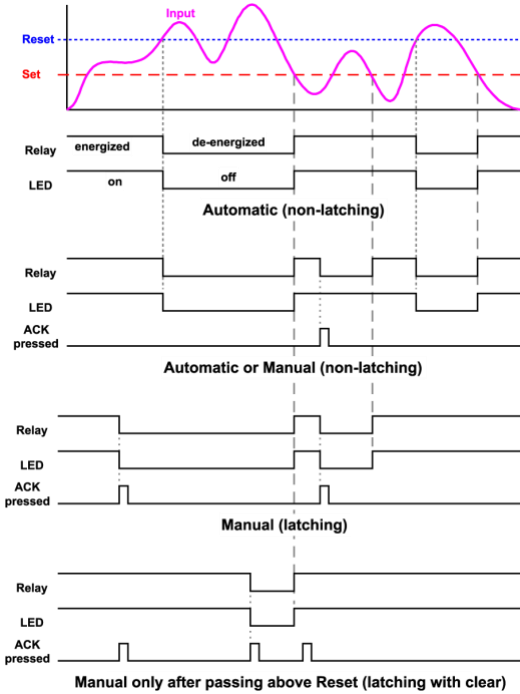 Input
Reset
Set
Relay energized de-energized
LED on off
Automatic (non-latching)
Relay
LED
ACK
pressed
Automatic or Manual (non-latching)
Relay
LED
ACK
pressed
Manual (latching)
Relay
LED
ACK
pressed
Manual only after passing above Reset (latching with clear)